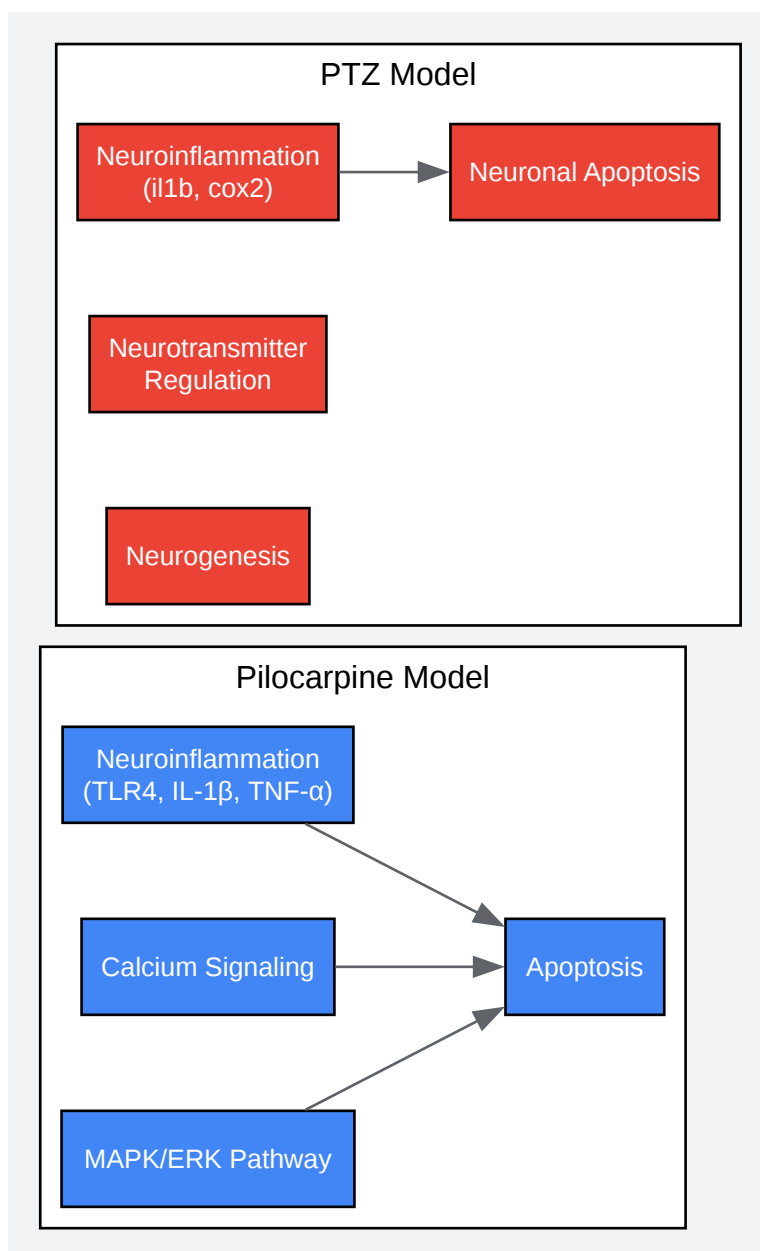 PTZ Model
Neuroinflammation
(il1b, cox2)
Neuronal Apoptosis
Neurotransmitter
Regulation
Neurogenesis
Pilocarpine Model
Neuroinflammation
(TLR4, IL-1β, TNF-α)
Calcium Signaling
Apoptosis
MAPK/ERK Pathway